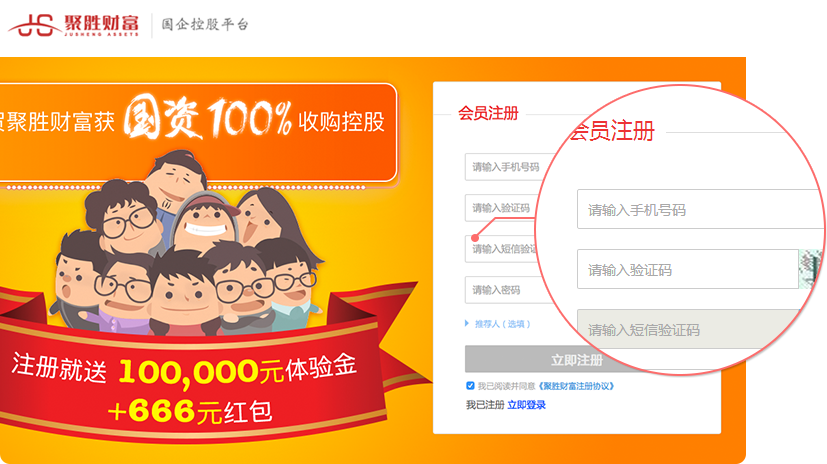 聚胜财富
JUSHENG ASSETS
国企控股平台
贺聚胜财富获 国资100% 收购控股
注册就送 100,000元体验金
+666元红包
会员注册
请输入手机号码
请输入验证码
请输入短信验证
请输入密码
推荐人（选填）
立即注册
我已阅读并同意《聚胜财富注册协议》
我已注册 立即登录
会员注册
请输入手机号码
请输入验证码
请输入短信验证码